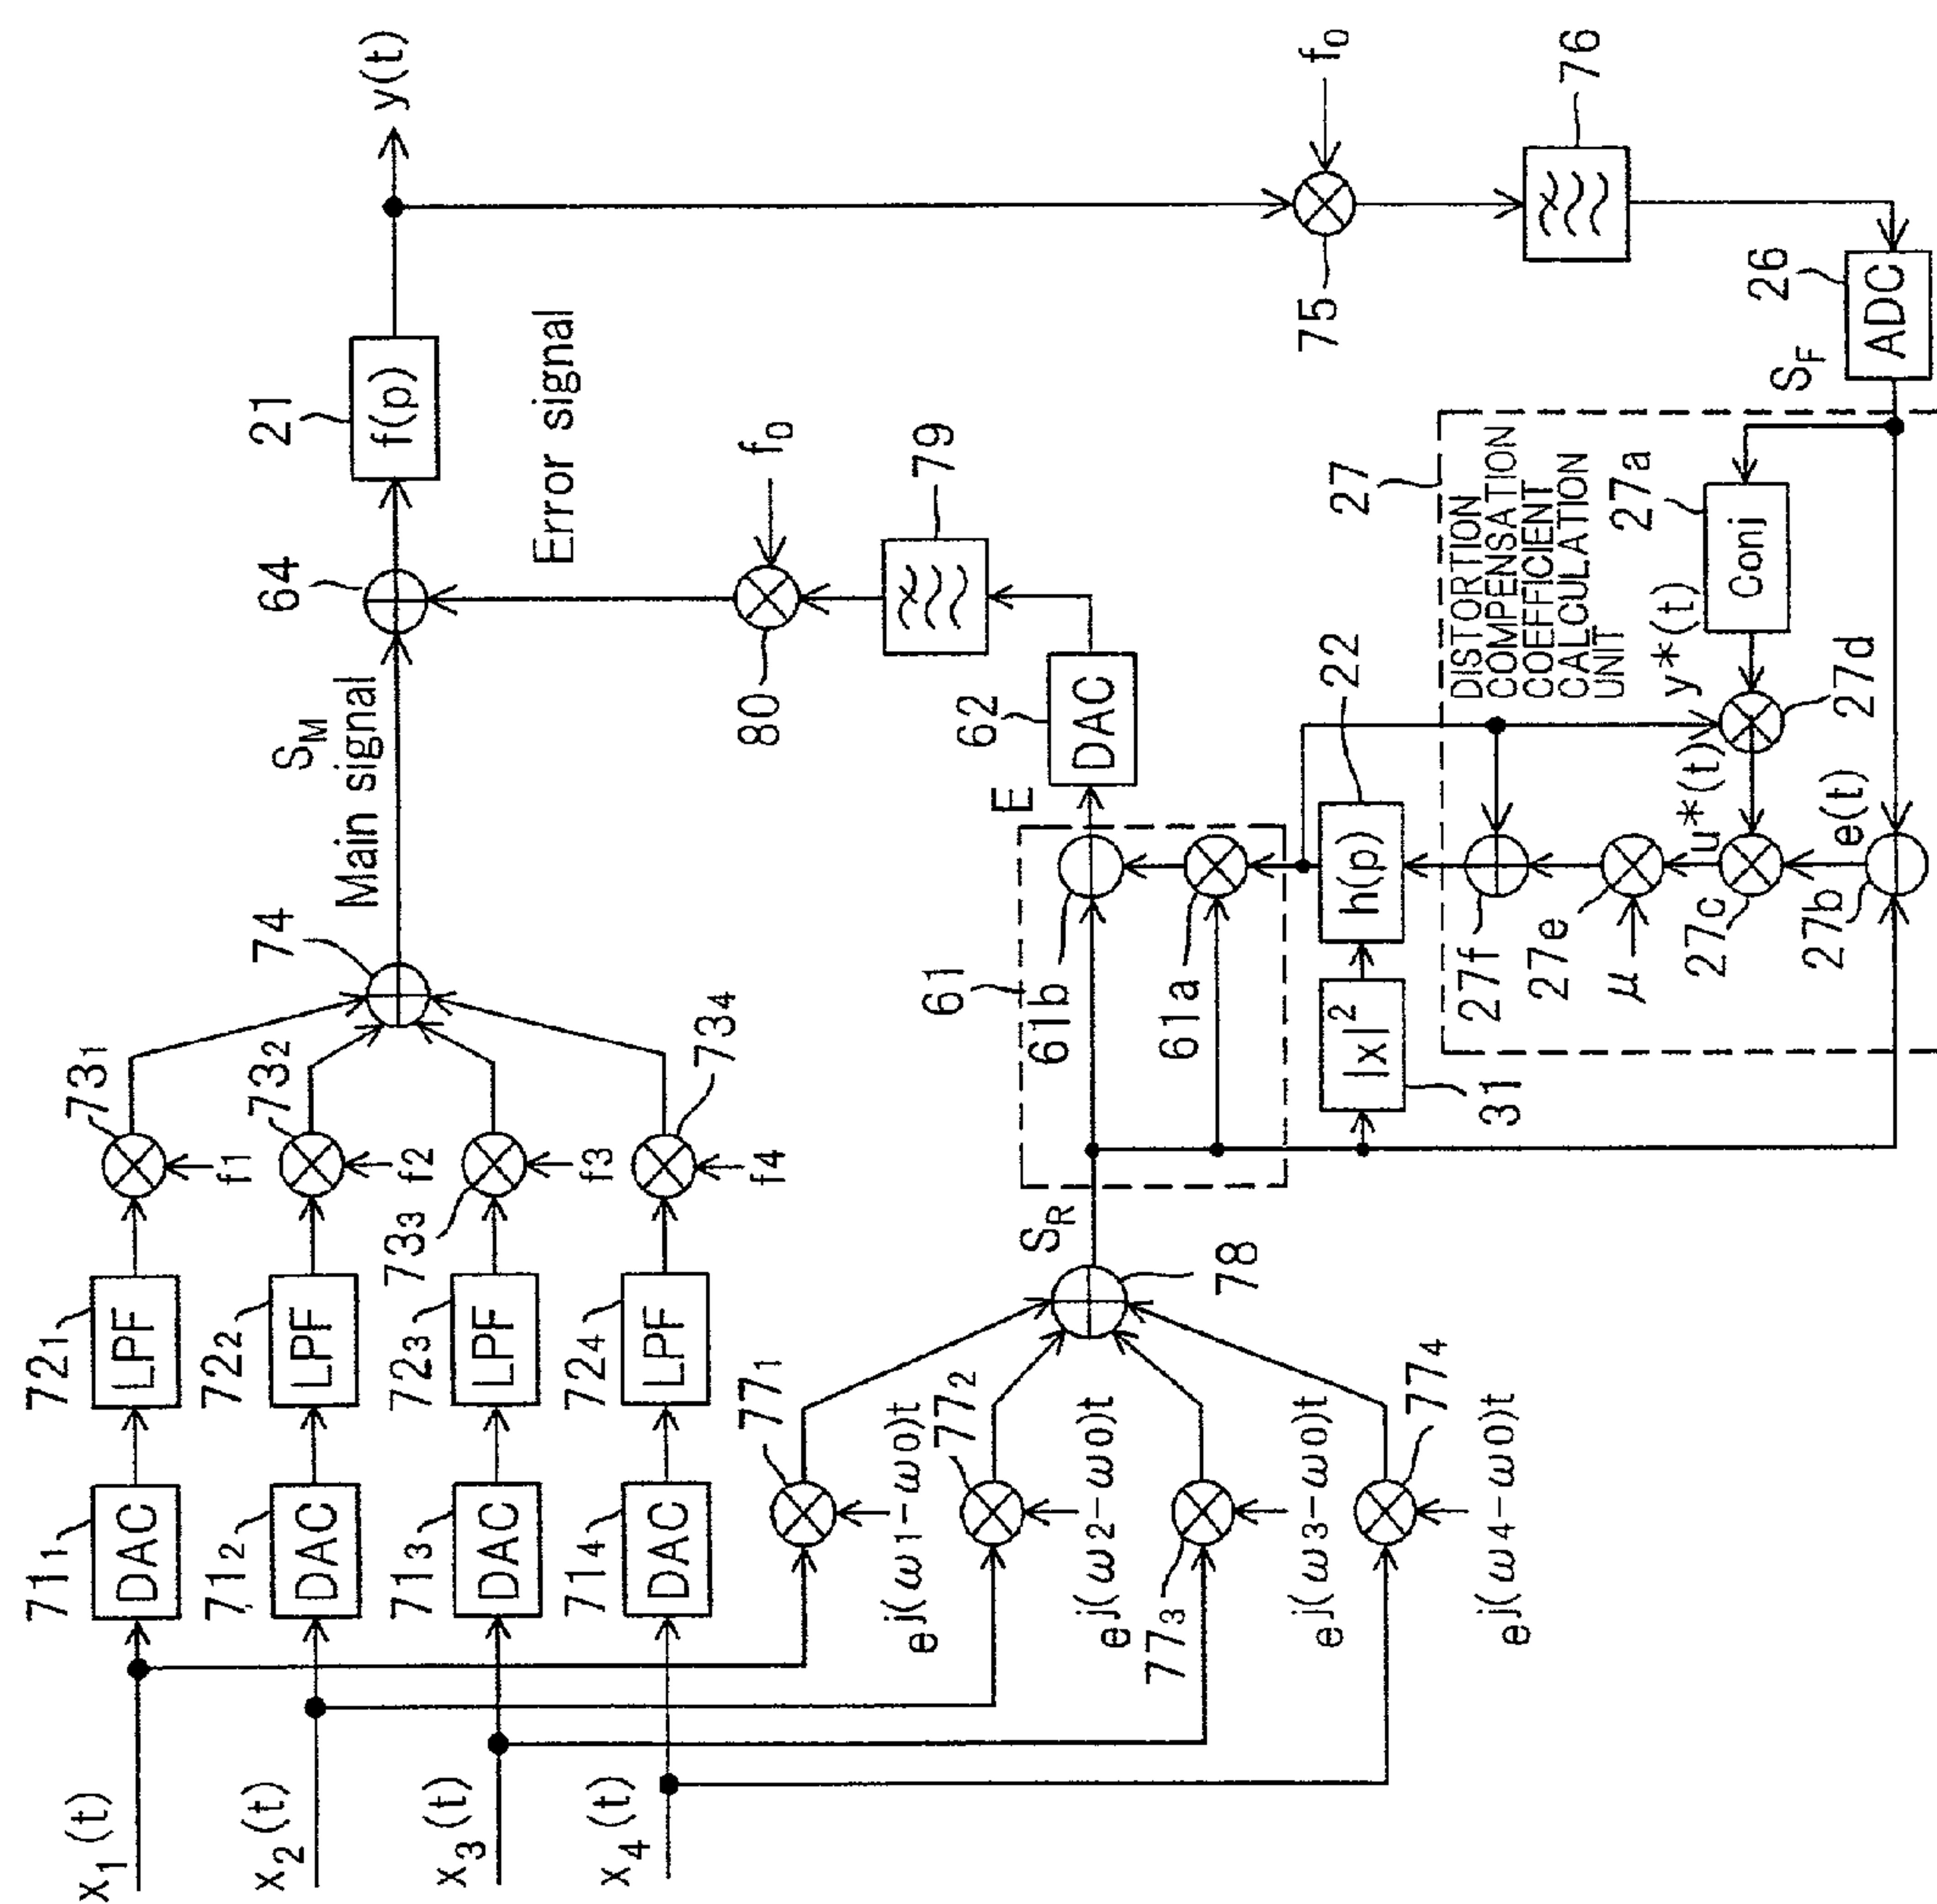 x1(t)
x2(t)
x3(t)
x4(t)
711
DAC
712
DAC
713
DAC
714
DAC
721
LPF
722
LPF
723
LPF
724
LPF
731
f1
732
f2
733
f3
734
f4
74
SM
Main signal
64
21
f(p)
y(t)
Error signal
f0
80
79
62
DAC
E
75
f0
76
26
ADC
SF
771
ej(ω1-ω0)t
772
ej(ω2-ω0)t
773
ej(ω3-ω0)t
774
ej(ω4-ω0)t
78
SR
61
61b
61a
|x|2
31
h(p)
22
27
DISTORTION
COMPENSATION
COEFFICIENT
CALCULATION
UNIT
27a
Conj
y*(t)
27d
u*(t)
e(t)
27f
27e
μ
27c
27b